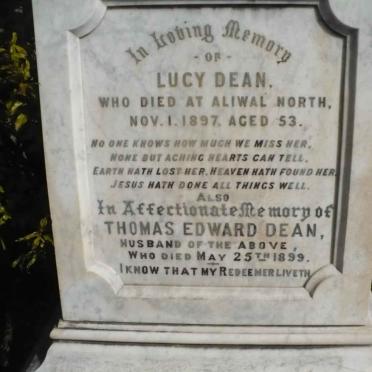 In Loving Memory
- OF -
LUCY DEAN,
WHO DIED AT ALIWAL NORTH,
NOV. 1. 1897. AGED 53.
NO ONE KNOWS HOW MUCH WE MISS HER,
NONE BUT ACHING HEARTS CAN TELL,
EARTH HATH LOST HER, HEAVEN HATH FOUND HER,
JESUS HATH DONE ALL THINGS WELL.
ALSO
In Affectionate Memory of
THOMAS EDWARD DEAN,
HUSBAND OF THE ABOVE,
WHO DIED MAY 25TH 1899.
I KNOW THAT MY REDEEMER LIVETH